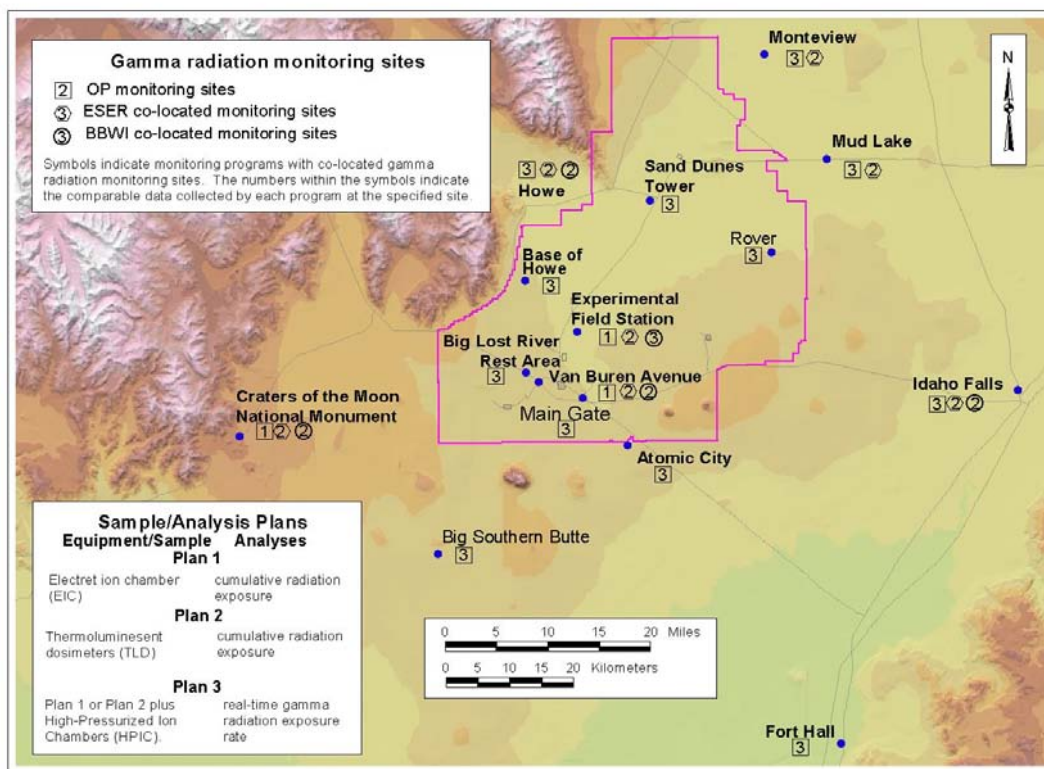 Gamma radiation monitoring sites
2 OP monitoring sites
3 ESER co-located monitoring sites
3 BBWI co-located monitoring sites
Symbols indicate monitoring programs with co-located gamma
radiation monitoring sites. The numbers within the symbols indicate
the comparable data collected by each program at the specified site.
Monteview
3 2
N
Mud Lake
3 2
3 2 2
Howe
Sand Dunes
Tower
3
Rover
3
Base of
Howe
3
Experimental
Field Station
1 2 3
Big Lost River
Rest Area
3
Van Buren Avenue
1 2 2
Main Gate
3
Idaho Falls
3 2 2
Craters of the Moon
National Monument
1 2 2
Atomic City
3
Big Southern Butte
3
Sample/Analysis Plans
Equipment/Sample Analyses
Plan 1
Electret ion chamber cumulative radiation
(EIC) exposure
Plan 2
Thermoluminesent cumulative radiation
dosimeters (TLD) exposure
Plan 3
Plan 1 or Plan 2 plus real-time gamma
High-Pressurized Ion radiation exposure
Chambers (HPIC). rate
0 5 10 15 20 Miles
0 5 10 15 20 Kilometers
Fort Hall
3